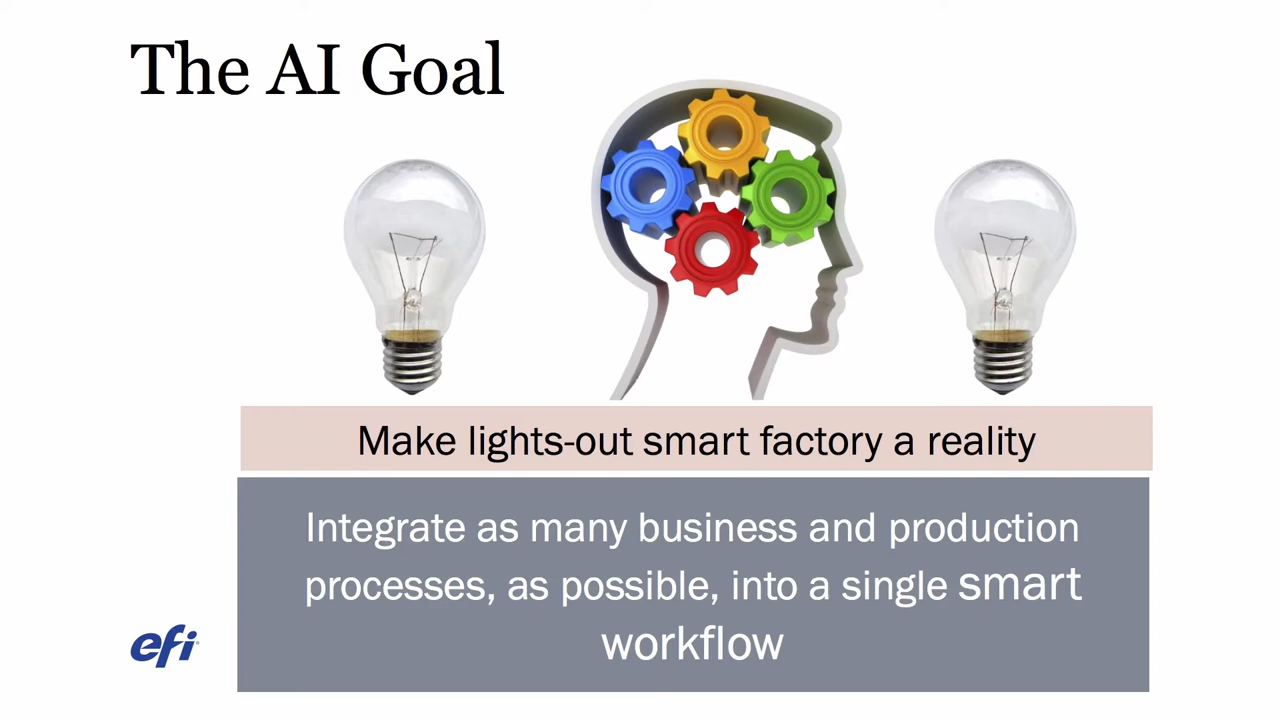 The AI Goal
Make lights-out smart factory a reality
Integrate as many business and production
processes, as possible, into a single smart
workflow
efi